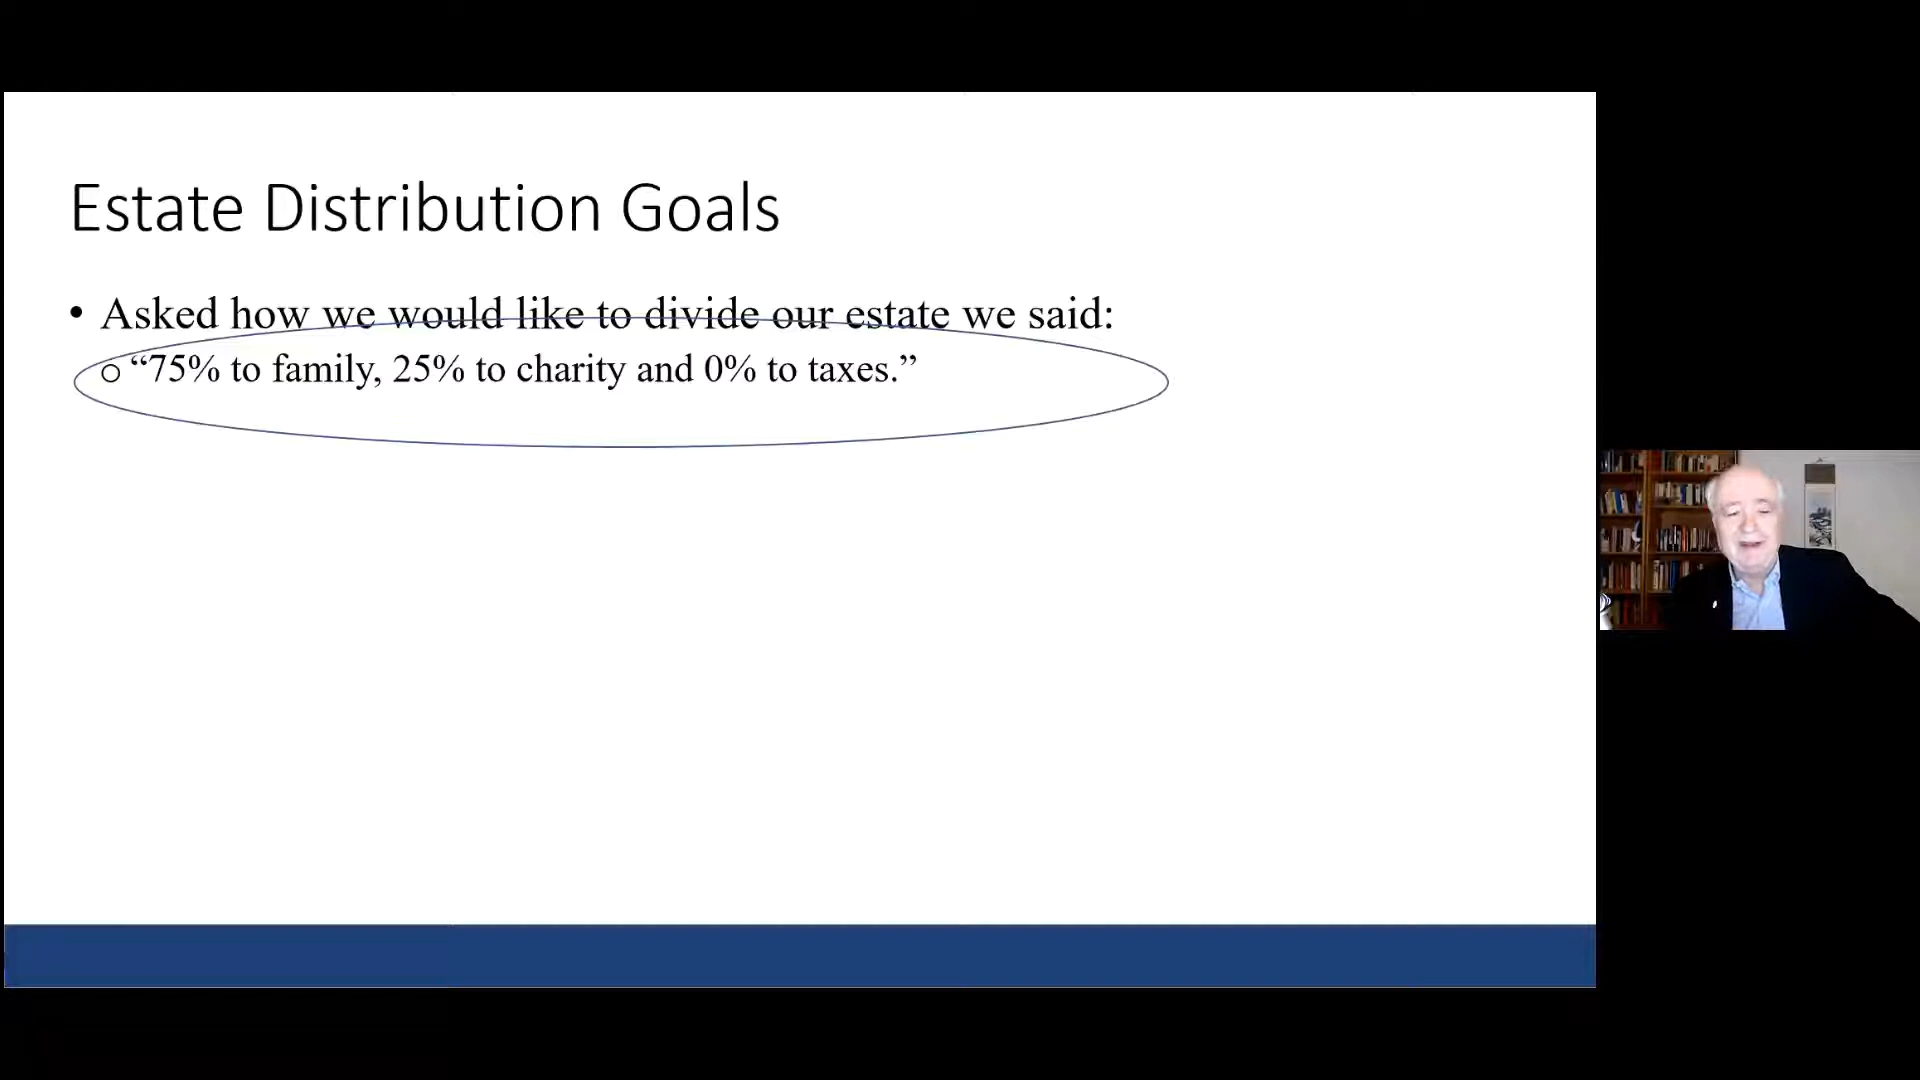 Estate Distribution Goals
• Asked how we would like to divide our estate we said:
o “75% to family, 25% to charity and 0% to taxes.”